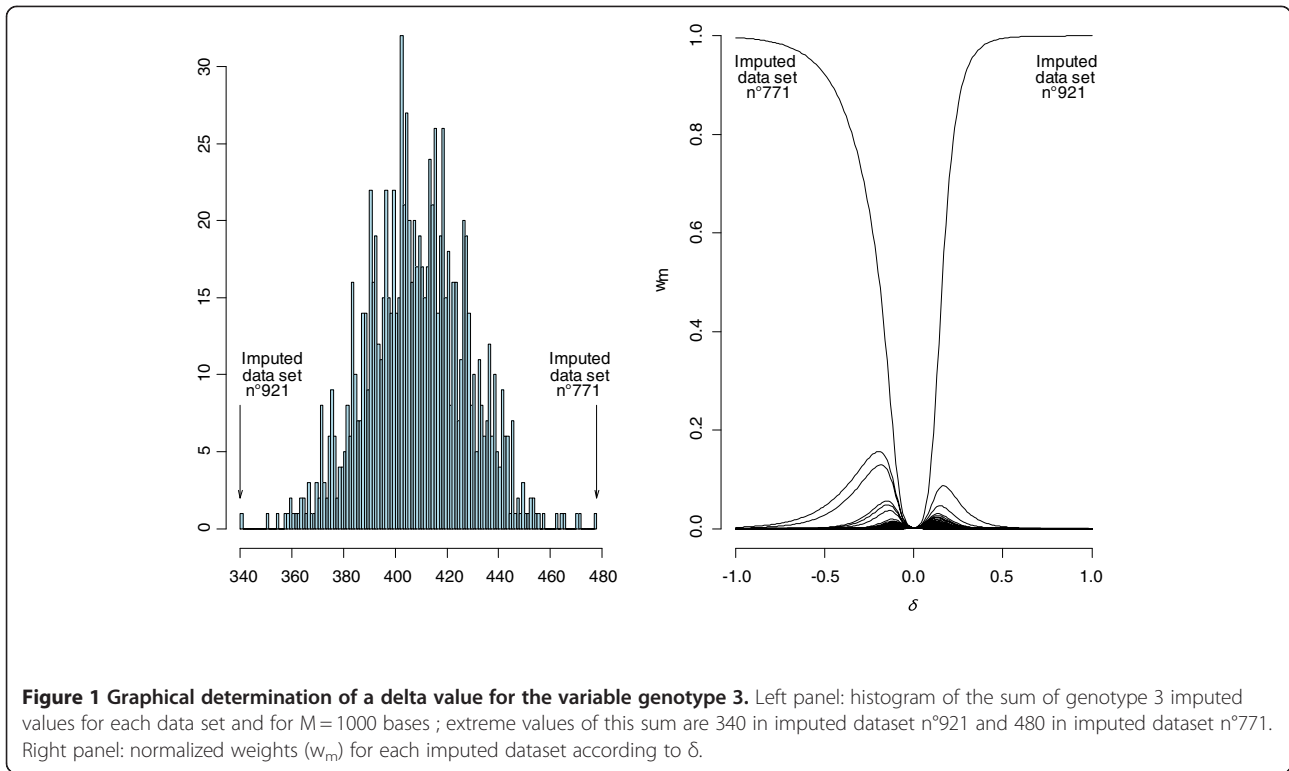 30
25
20
15
10
5
0
Imputed
data set
n°921
Imputed
data set
n°771
340 360 380 400 420 440 460 480
1.0
0.8
0.6
0.4
0.2
0.0
wm
Imputed
data set
n°771
Imputed
data set
n°921
-1.0 -0.5 0.0 0.5 1.0
δ
Figure 1 Graphical determination of a delta value for the variable genotype 3. Left panel: histogram of the sum of genotype 3 imputed
values for each data set and for M = 1000 bases ; extreme values of this sum are 340 in imputed dataset n°921 and 480 in imputed dataset n°771.
Right panel: normalized weights (wm) for each imputed dataset according to δ.